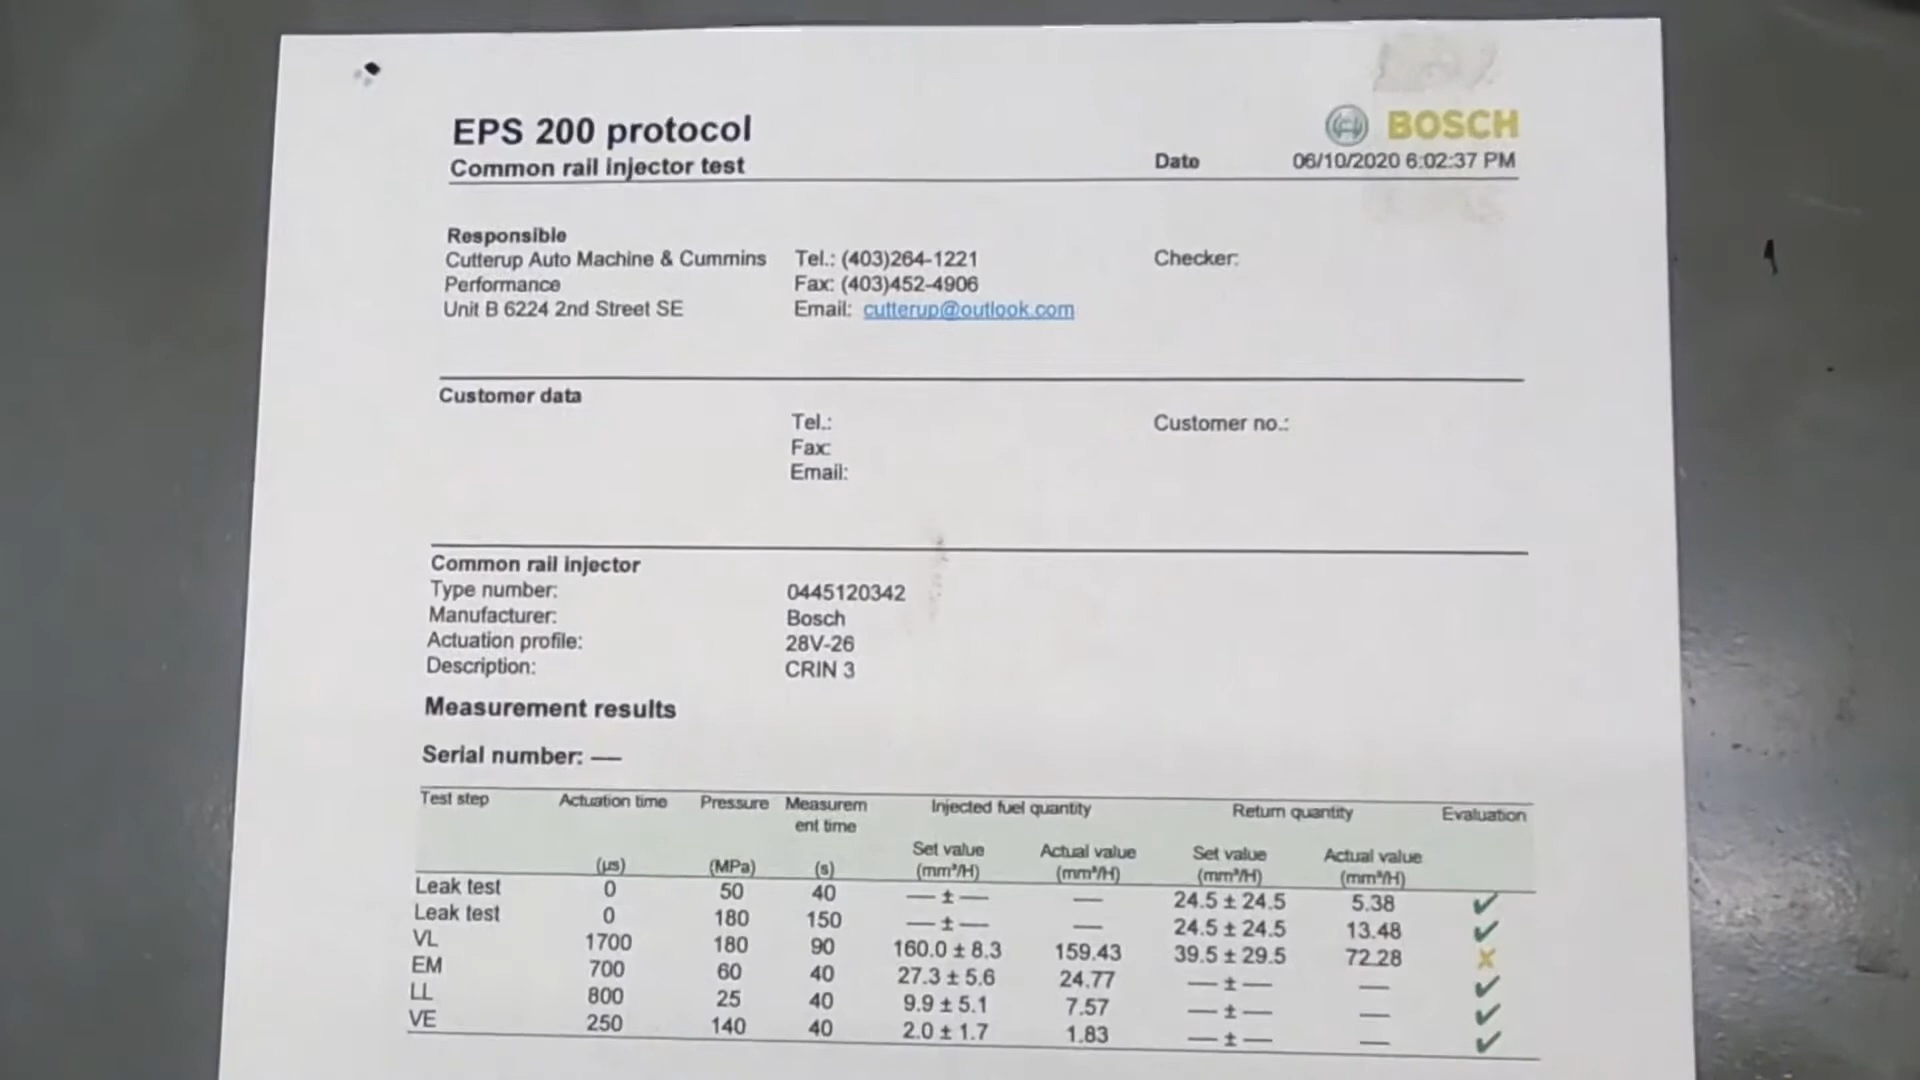 EPS 200 protocol
BOSCH
Common rail injector test
Date 06/10/2020 6:02:37 PM
Responsible
Cutterup Auto Machine & Cummins Tel.: (403)264-1221 Checker:
Performance Fax: (403)452-4906
Unit B 6224 2nd Street SE Email: cutterup@outlook.com
Customer data
Tel.: Customer no.:
Fax:
Email:
Common rail injector
Type number: 0445120342
Manufacturer: Bosch
Actuation profile: 28V-26
Description: CRIN 3
Measurement results
Serial number: —
Test step Actuation time Pressure Measurem Injected fuel quantity Return quantity Evaluation
ent time
Set value Actual value Set value Actual value
(µs) (MPa) (s) (mm³/H) (mm³/H) (mm³/H) (mm³/H)
Leak test 0 50 40 — ± — — 24.5 ± 24.5 5.38 ✓
Leak test 0 180 150 — ± — — 24.5 ± 24.5 13.48 ✓
VL 1700 180 90 160.0 ± 8.3 159.43 39.5 ± 29.5 72.28 x
EM 700 60 40 27.3 ± 5.6 24.77 — ± — — ✓
LL 800 25 40 9.9 ± 5.1 7.57 — ± — — ✓
VE 250 140 40 2.0 ± 1.7 1.83 — ± — — ✓